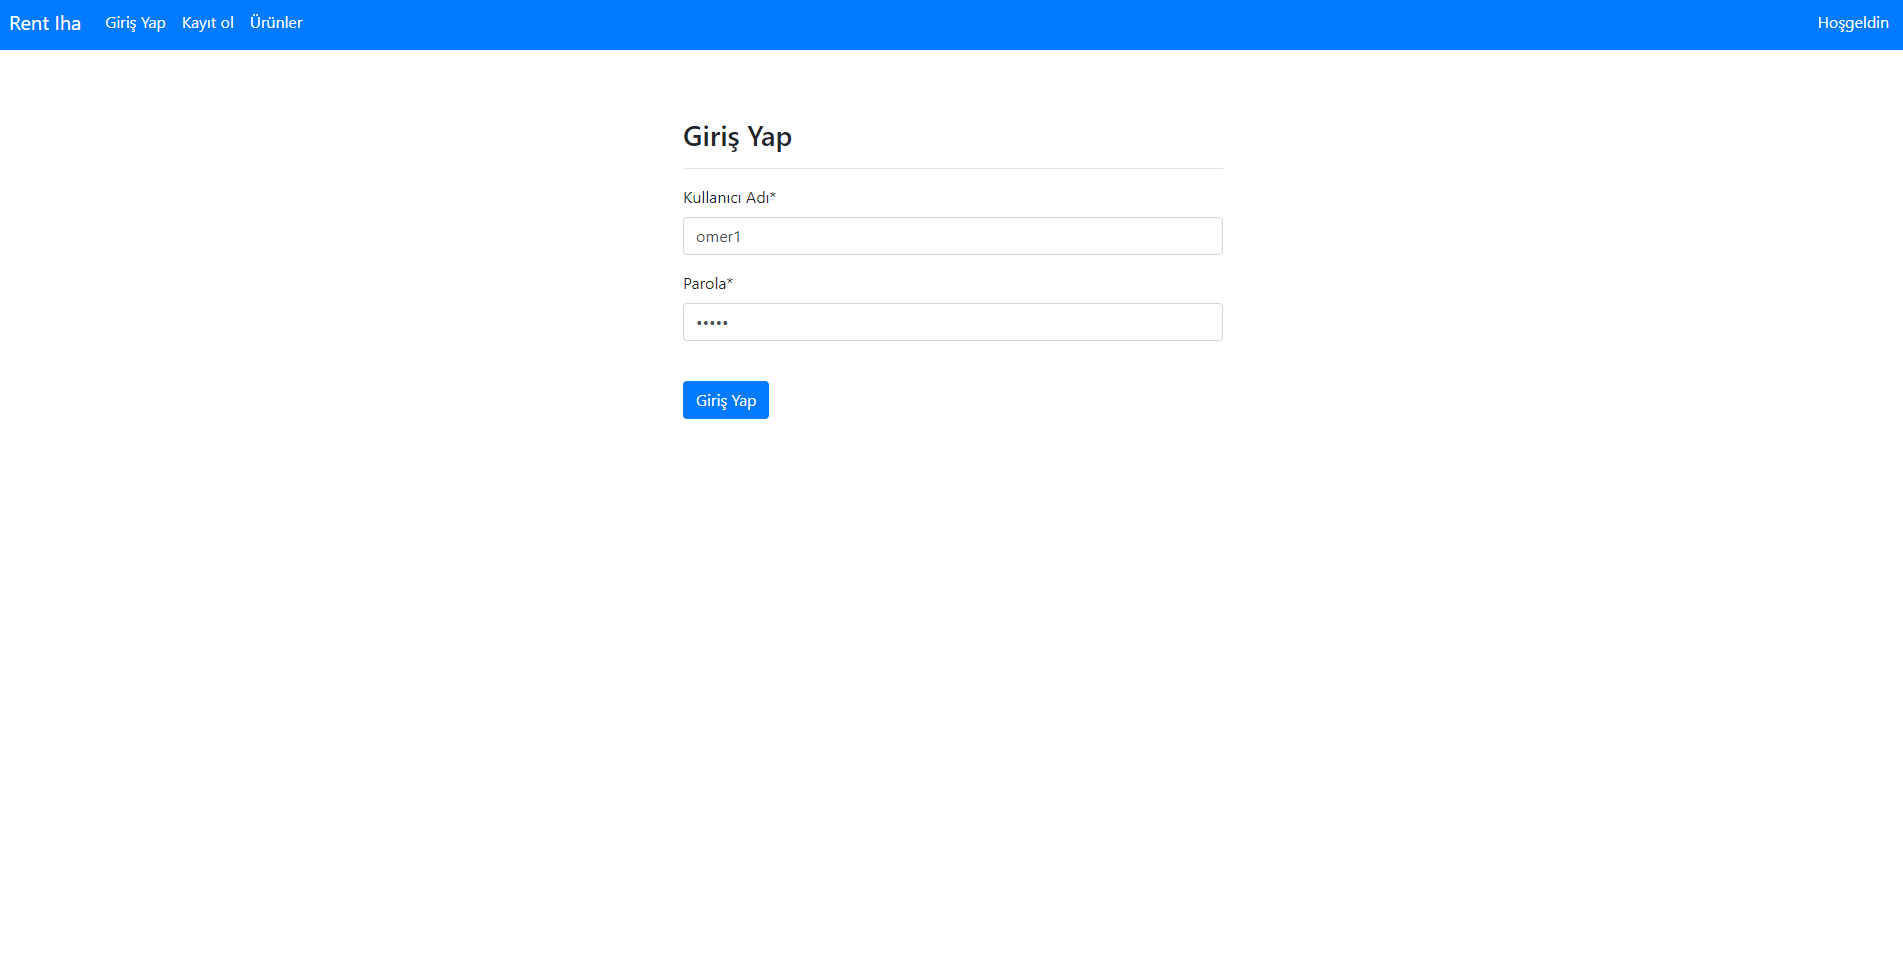 Rent Iha Giriş Yap Kayıt ol Ürünler Hoşgeldin
Giriş Yap
Kullanıcı Adı*
omer1
Parola*
•••••
Giriş Yap